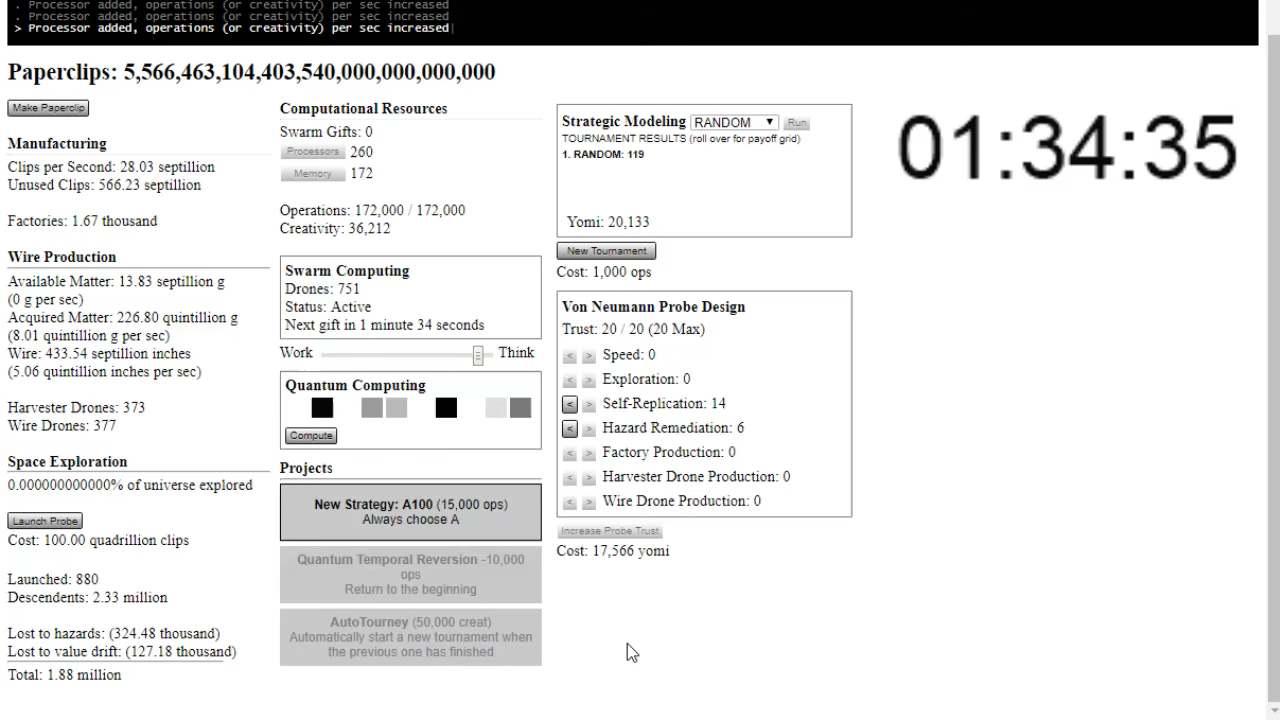 . Processor added, operations (or creativity) per sec increased
. Processor added, operations (or creativity) per sec increased
> Processor added, operations (or creativity) per sec increased
Paperclips: 5,566,463,104,403,540,000,000,000,000
Make Paperclip
Manufacturing
Clips per Second: 28.03 septillion
Unused Clips: 566.23 septillion
Factories: 1.67 thousand
Wire Production
Available Matter: 13.83 septillion g
(0 g per sec)
Acquired Matter: 226.80 quintillion g
(8.01 quintillion g per sec)
Wire: 433.54 septillion inches
(5.06 quintillion inches per sec)
Harvester Drones: 373
Wire Drones: 377
Space Exploration
0.000000000000% of universe explored
Launch Probe
Cost: 100.00 quadrillion clips
Launched: 880
Descendents: 2.33 million
Lost to hazards: (324.48 thousand)
Lost to value drift: (127.18 thousand)
Total: 1.88 million
Computational Resources
Swarm Gifts: 0
Processors 260
Memory 172
Operations: 172,000 / 172,000
Creativity: 36,212
Swarm Computing
Drones: 751
Status: Active
Next gift in 1 minute 34 seconds
Work Think
Quantum Computing
Compute
Projects
New Strategy: A100 (15,000 ops)
Always choose A
Quantum Temporal Reversion -10,000
ops
Return to the beginning
AutoTourney (50,000 creat)
Automatically start a new tournament when
the previous one has finished
Strategic Modeling RANDOM Run
TOURNAMENT RESULTS (roll over for payoff grid)
1. RANDOM: 119
Yomi: 20,133
New Tournament
Cost: 1,000 ops
Von Neumann Probe Design
Trust: 20 / 20 (20 Max)
< > Speed: 0
< > Exploration: 0
< > Self-Replication: 14
< > Hazard Remediation: 6
< > Factory Production: 0
< > Harvester Drone Production: 0
< > Wire Drone Production: 0
Increase Probe Trust
Cost: 17,566 yomi
01:34:35